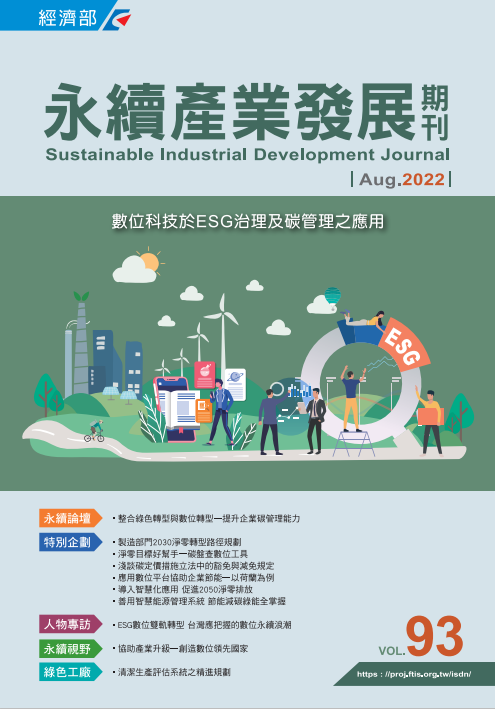 經濟部
永續產業發展期刊
Sustainable Industrial Development Journal
Aug.2022
數位科技於ESG治理及碳管理之應用
ESG
永續論壇
•整合綠色轉型與數位轉型—提升企業碳管理能力
特別企劃
•製造部門2030淨零轉型路徑規劃
•淨零目標好幫手—碳盤查數位工具
•淺談碳定價措施立法中的豁免與減免規定
•應用數位平台協助企業節能—以荷蘭為例
•導入智慧化應用 促進2050淨零排放
•善用智慧能源管理系統 節能減碳綠能全掌握
人物專訪
•ESG數位雙軌轉型 台灣應把握的數位永續浪潮
永續視野
•協助產業升級—創造數位領先國家
綠色工廠
•清潔生產評估系統之精進規劃
VOL.93
https：//proj.ftis.org.tw/isdn/